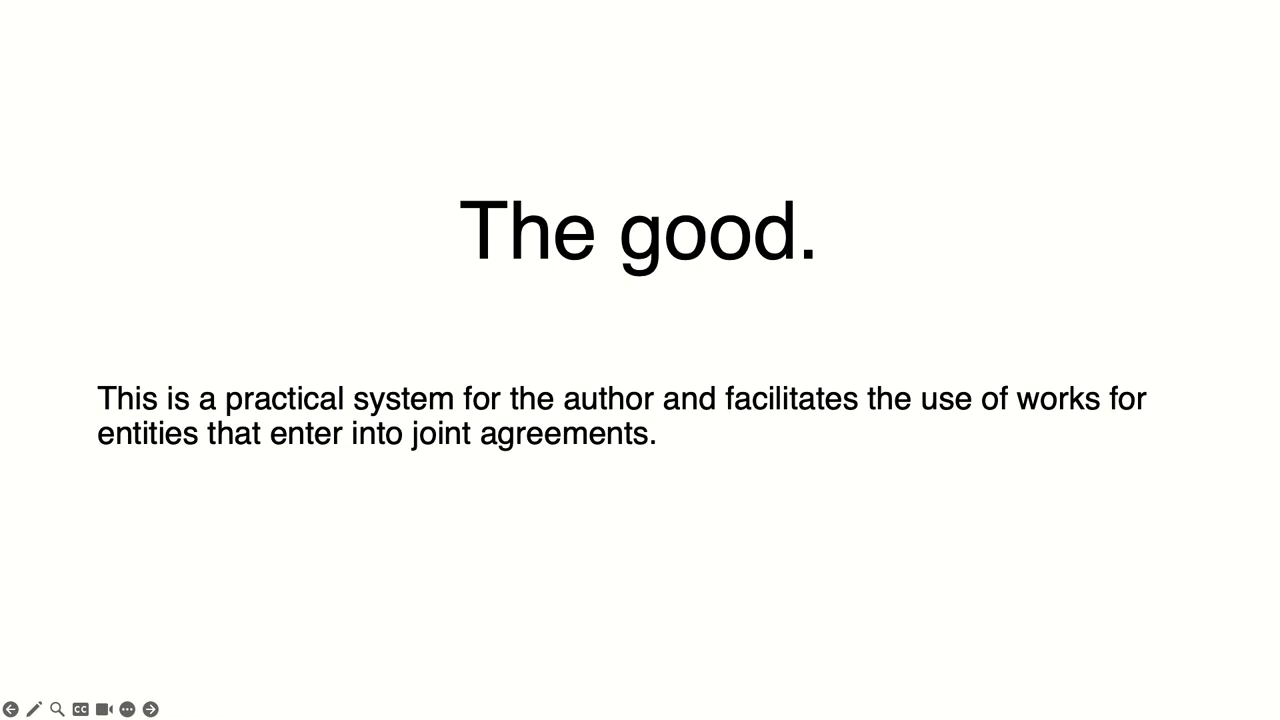 The good.
This is a practical system for the author and facilitates the use of works for
entities that enter into joint agreements.
CC